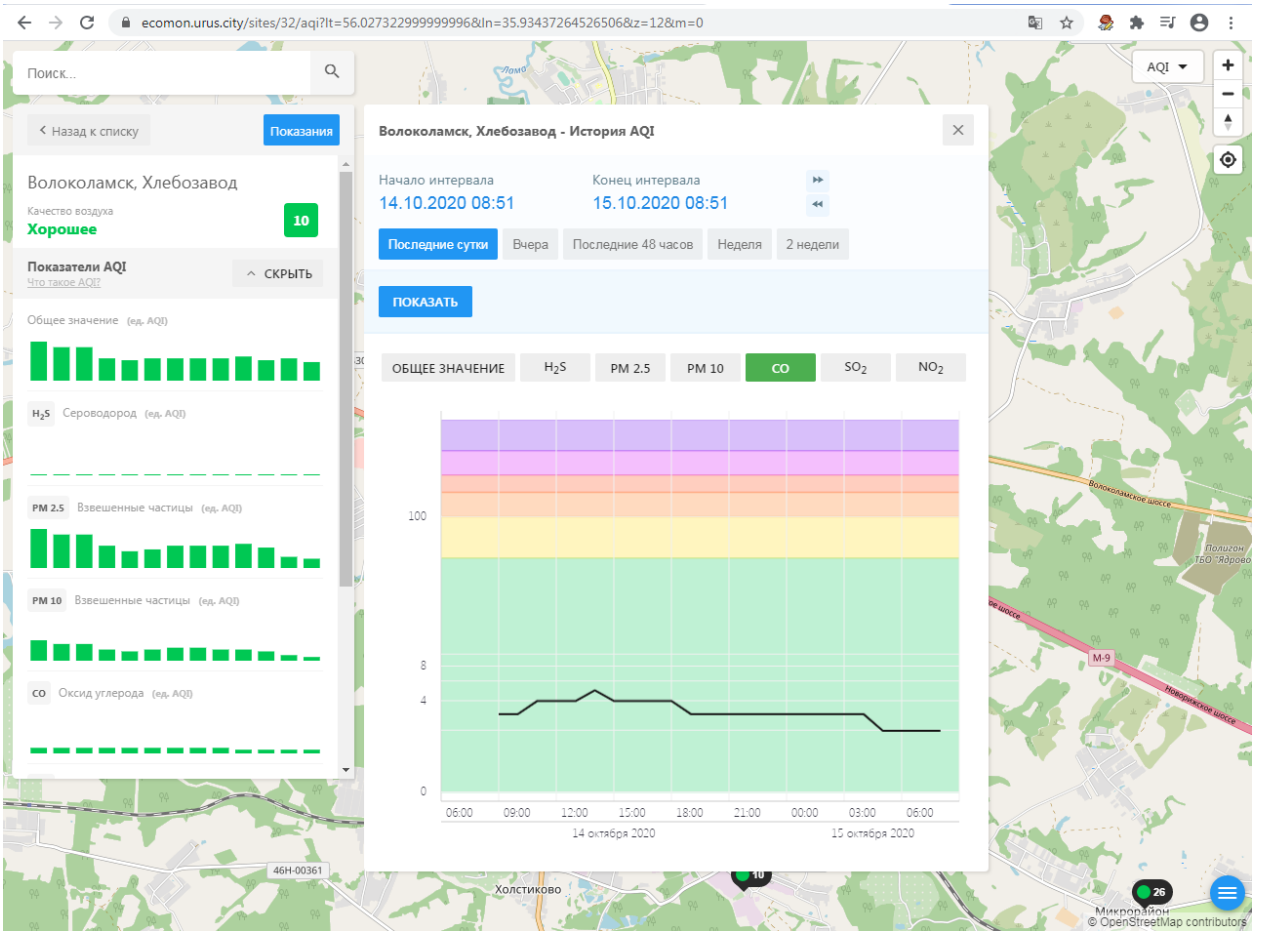 ecomon.urus.city/sites/32/aqi?lt=56.02732299999999996&ln=35.93437264526506&z=12&m=0
Поиск...
AQI
Назад к списку
Показания
Волоколамск, Хлебозавод
Качество воздуха
Хорошее
10
Показатели AQI
Что такое AQI?
СКРЫТЬ
Общее значение (ед. AQI)
H₂S Сероводород (ед. AQI)
PM 2.5 Взвешенные частицы (ед. AQI)
PM 10 Взвешенные частицы (ед. AQI)
CO Оксид углерода (ед. AQI)
Волоколамск, Хлебозавод - История AQI
Начало интервала Конец интервала
14.10.2020 08:51 15.10.2020 08:51
Последние сутки Вчера Последние 48 часов Неделя 2 недели
ПОКАЗАТЬ
ОБЩЕЕ ЗНАЧЕНИЕ H₂S PM 2.5 PM 10 CO SO₂ NO₂
100
8
4
0
06:00 09:00 12:00 15:00 18:00 21:00 00:00 03:00 06:00
14 октября 2020 15 октября 2020
Лама
Волоколамское шоссе
Полигон
ТБО "Ядрово
М-9
Новорижское шоссе
46Н-00361
Холстиково
10
26
Микрорайон
© OpenStreetMap contributors